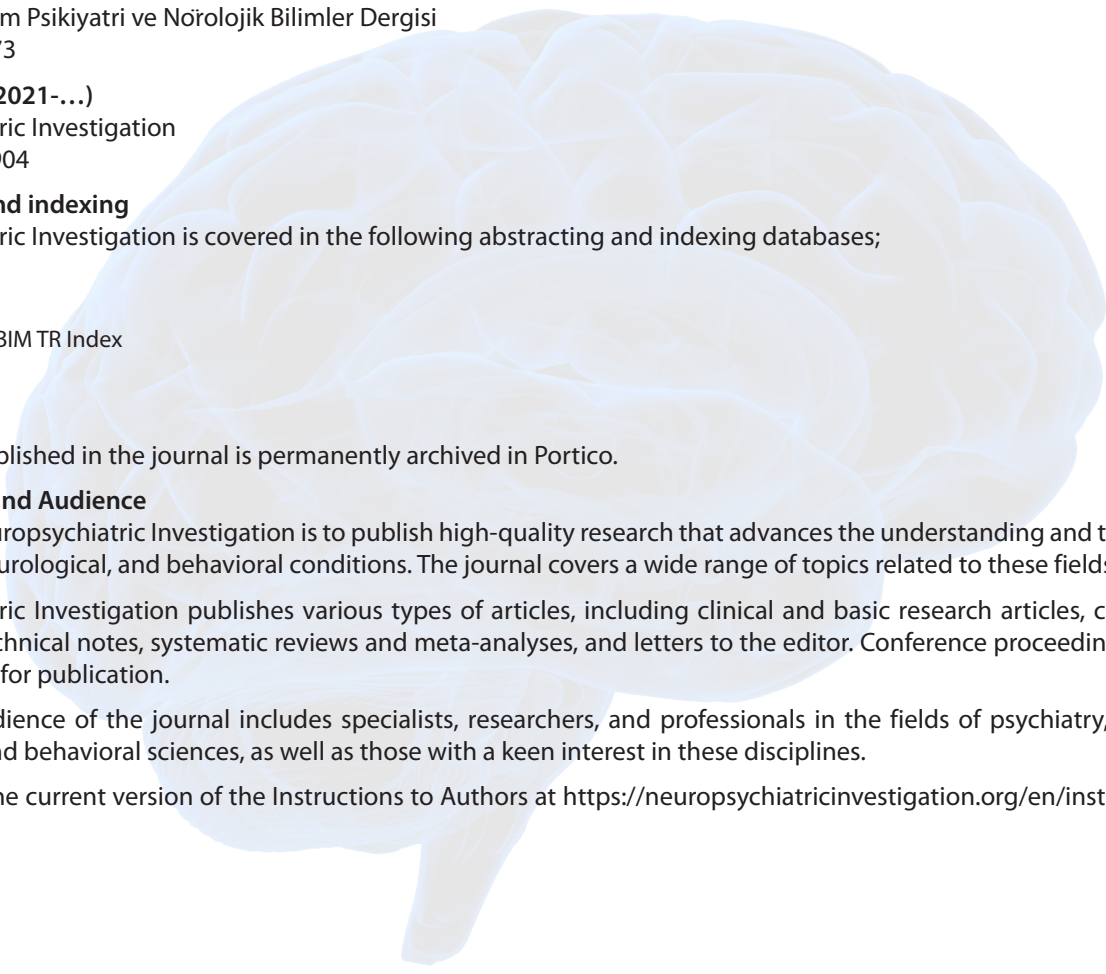 m Psikiyatri ve Nörolojik Bilimler Dergisi
73
2021-…)
ric Investigation
904
nd indexing
ric Investigation is covered in the following abstracting and indexing databases;
BIM TR Index
blished in the journal is permanently archived in Portico.
and Audience
uropsychiatric Investigation is to publish high-quality research that advances the understanding and t
urological, and behavioral conditions. The journal covers a wide range of topics related to these fields
ric Investigation publishes various types of articles, including clinical and basic research articles, c
chnical notes, systematic reviews and meta-analyses, and letters to the editor. Conference proceedin
for publication.
dience of the journal includes specialists, researchers, and professionals in the fields of psychiatry,
nd behavioral sciences, as well as those with a keen interest in these disciplines.
he current version of the Instructions to Authors at https://neuropsychiatricinvestigation.org/en/inst